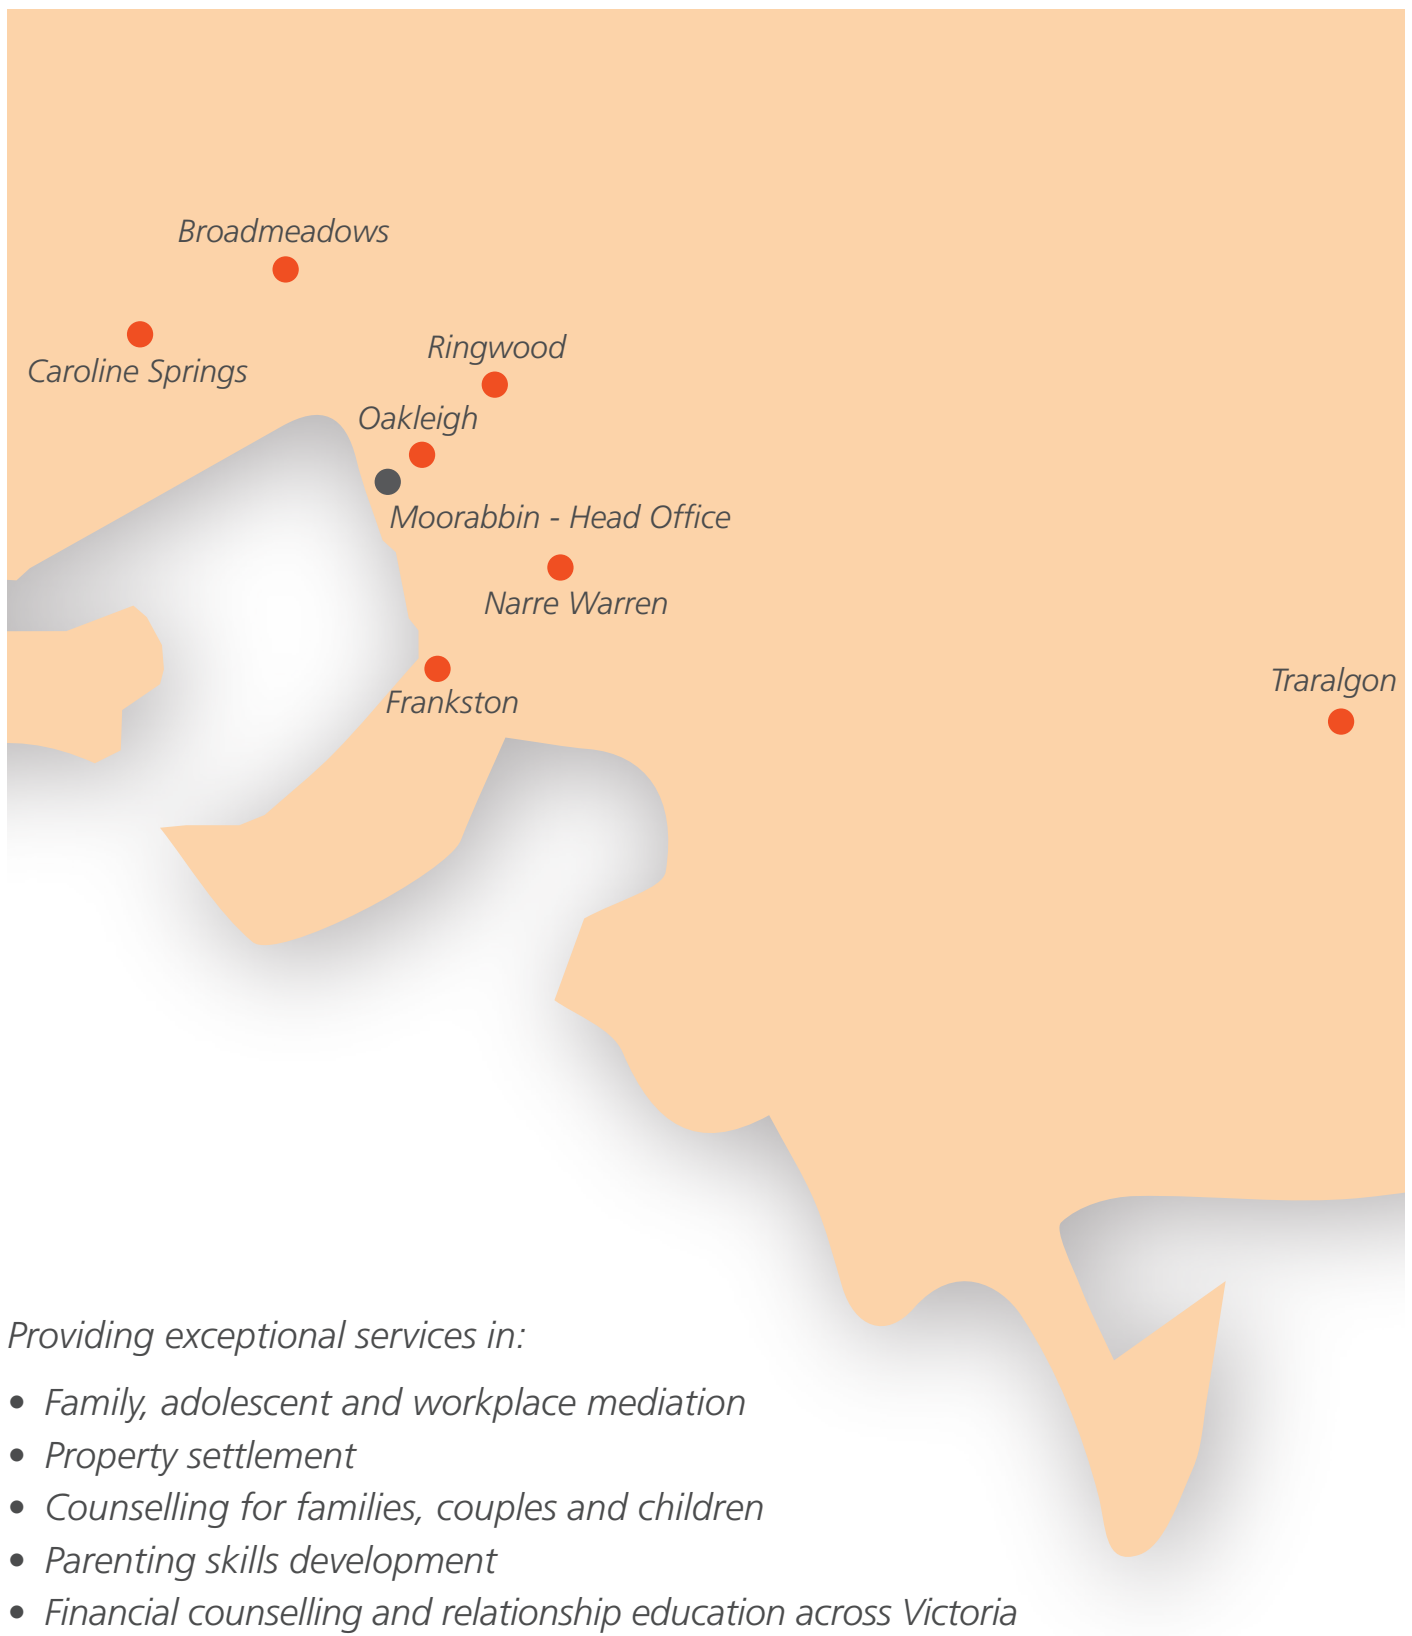 Broadmeadows
Ringwood
Caroline Springs
Oakleigh
Moorabbin - Head Office
Narre Warren
Traralgon
Frankston
Providing exceptional services in:
• Family, adolescent and workplace mediation
• Property settlement
• Counselling for families, couples and children
• Parenting skills development
• Financial counselling and relationship education across Victoria